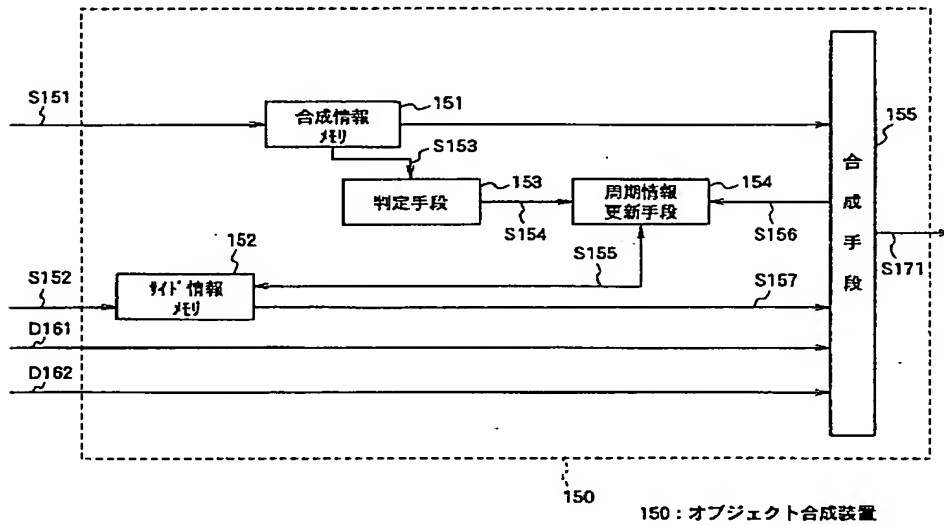 S151
合成情報
メモリ
151
S153
155
判定手段
153
S154
周期情報
更新手段
154
S156
合成手段
S171
152
S155
S152
サイド情報
メモリ
S157
D161
D162
150
150：オブジェクト合成装置